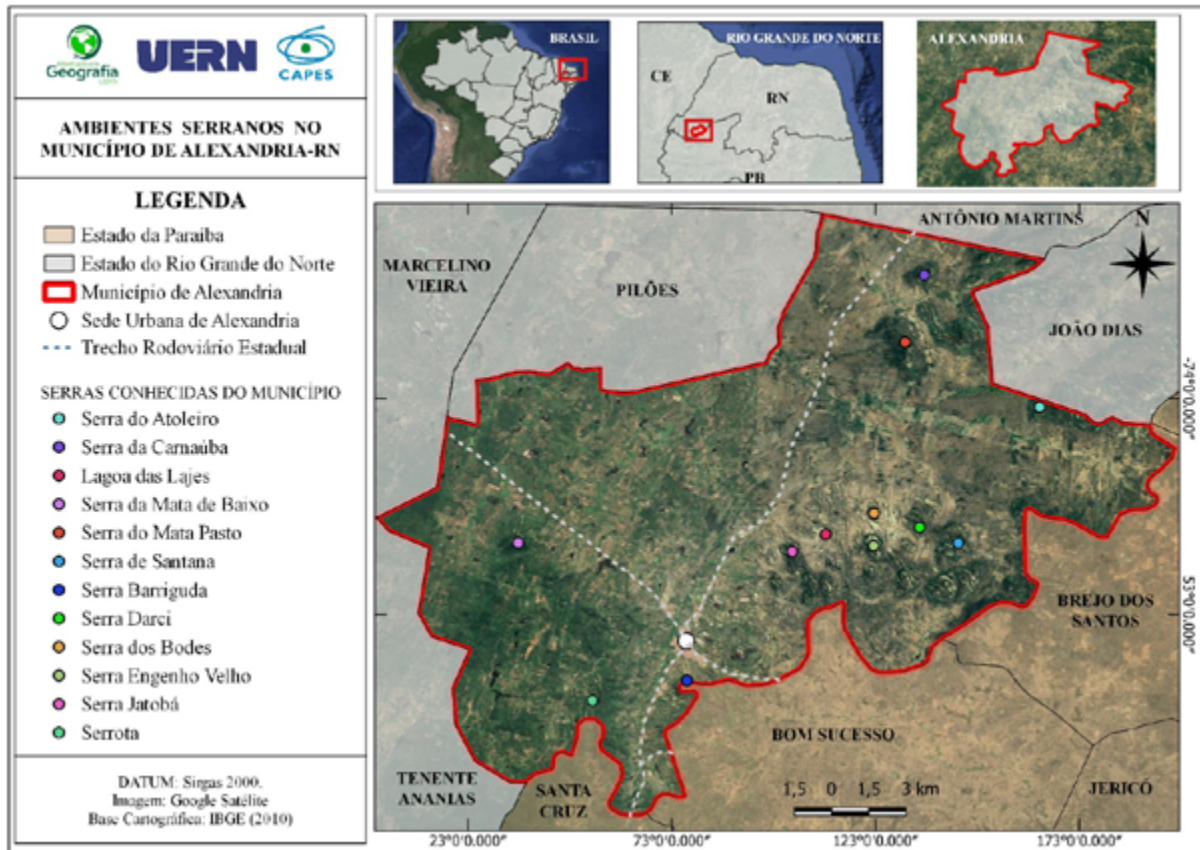 Geografia
UERN
CAPES
AMBIENTES SERRANOS NO
MUNICÍPIO DE ALEXANDRIA-RN
LEGENDA
Estado da Paraíba
Estado do Rio Grande do Norte
Município de Alexandria
Sede Urbana de Alexandria
Trecho Rodoviário Estadual
SERRAS CONHECIDAS DO MUNICÍPIO
Serra do Atoleiro
Serra da Carnaúba
Lagoa das Lajes
Serra da Mata de Baixo
Serra do Mata Pasto
Serra de Santana
Serra Barriguda
Serra Darci
Serra dos Bodes
Serra Engenho Velho
Serra Jatobá
Serrota
DATUM: Sirgas 2000.
Imagem: Google Satélite
Base Cartográfica: IBGE (2010)
BRASIL
RIO GRANDE DO NORTE
CE
RN
PB
ALEXANDRIA
ANTÔNIO MARTINS
N
MARCELINO
VIEIRA
PILÕES
JOÃO DIAS
-74°0'0.000"
53°0'0.000"
BREJO DOS
SANTOS
BOM SUCESSO
TENENTE
ANANIAS
SANTA
CRUZ
JERICÓ
1,5 0 1.5 3 km
23°0'0.000"
73°0'0.000"
123°0'0.000"
173°0'0.000"